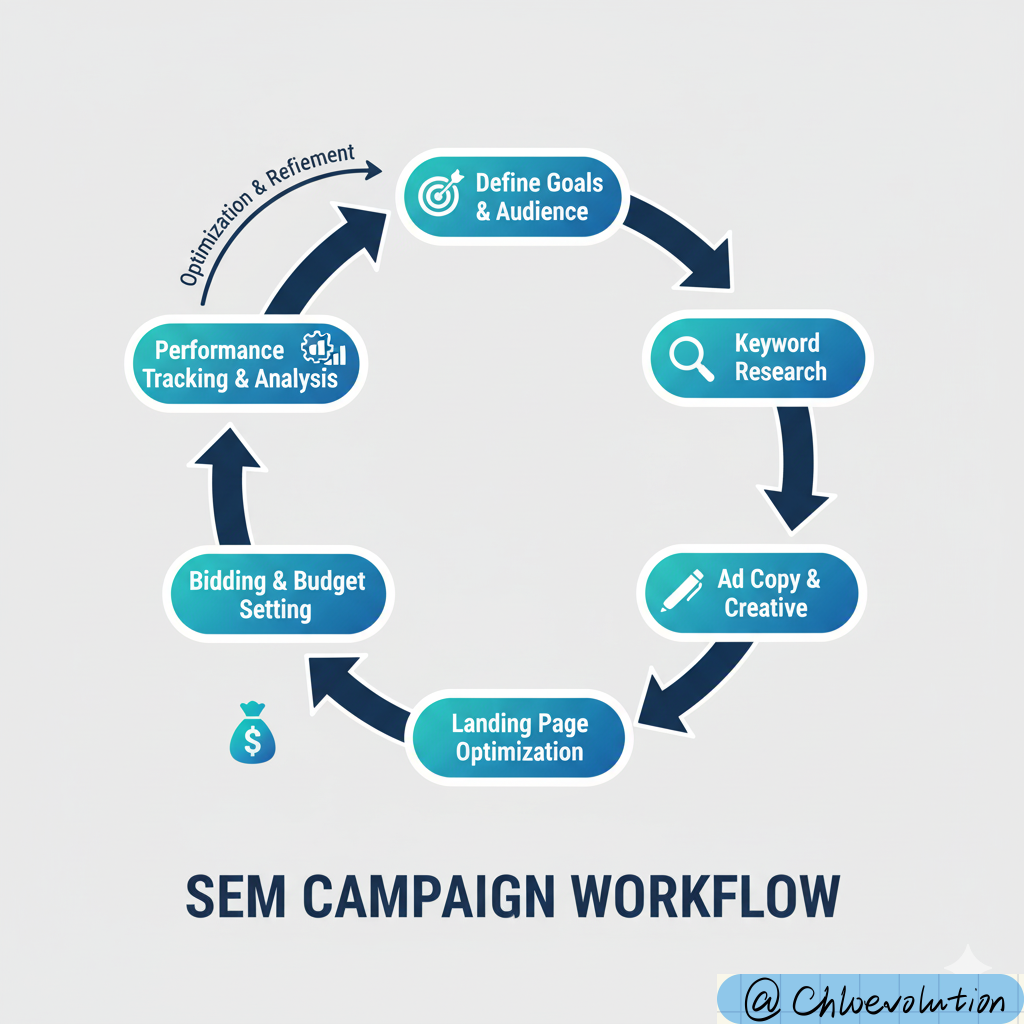 Optimization & Refiement
Define Goals
& Audience
Keyword
Research
Ad Copy &
Creative
Landing Page
Optimization
Bidding & Budget
Setting
$
Performance
Tracking & Analysis
SEM CAMPAIGN WORKFLOW
@ Chloevolution